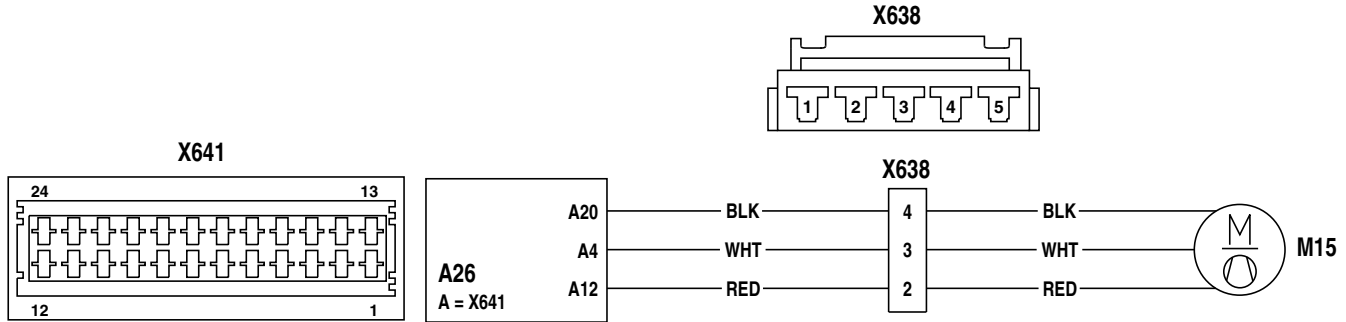 X638
1 2 3 4 5
X641
24 13
12 1
X638
A20 BLK 4 BLK
A4 WHT 3 WHT
A12 RED 2 RED
A26
A = X641
M
M15